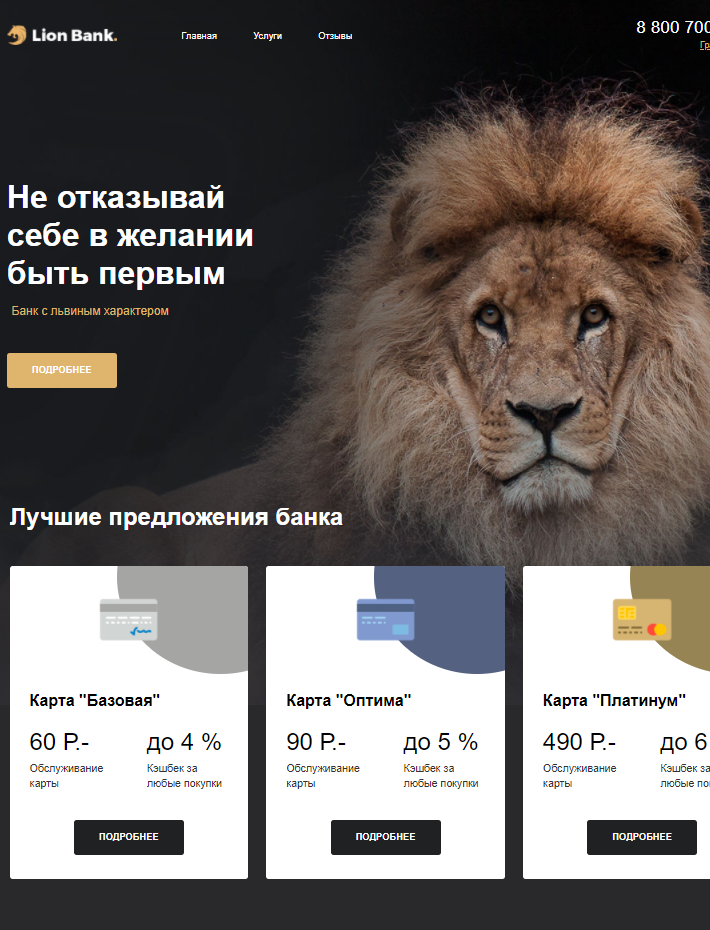 Lion Bank.
Главная
Услуги
Отзывы
8 800 700
Гр
Не отказывай
себе в желании
быть первым
Банк с львиным характером
ПОДРОБНЕЕ
Лучшие предложения банка
Карта "Базовая"
60 Р.-
до 4 %
Обслуживание
карты
Кэшбек за
любые покупки
ПОДРОБНЕЕ
Карта "Оптима"
90 Р.-
до 5 %
Обслуживание
карты
Кэшбек за
любые покупки
ПОДРОБНЕЕ
Карта "Платинум"
490 Р.-
до 6
Обслуживание
карты
Кэшбек за
любые по
ПОДРОБНЕЕ